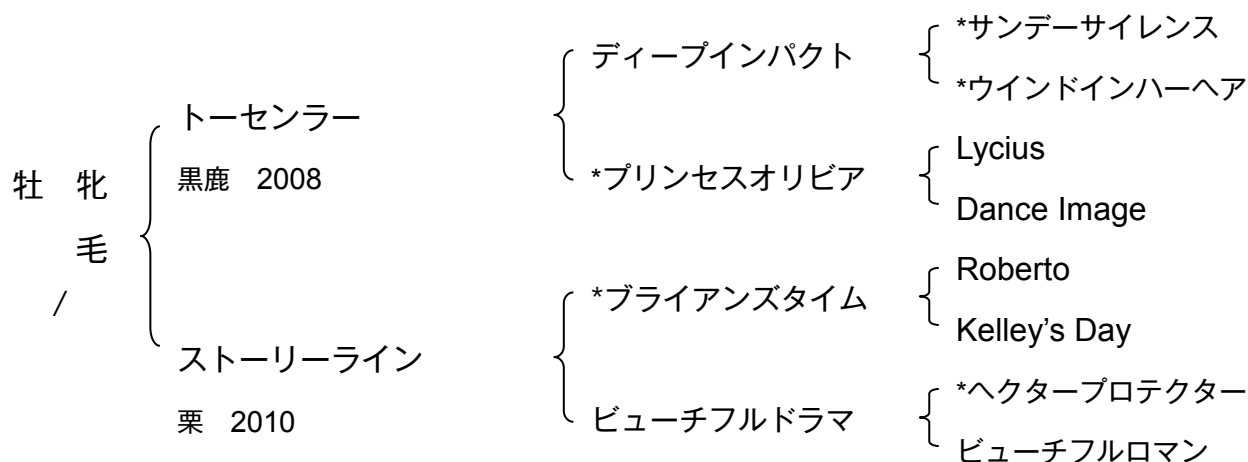 牡　牝
毛
/
トーセンラー
黒鹿　2008
ストーリーライン
栗　2010
ディープインパクト
*プリンセスオリビア
*ブライアンズタイム
ビューチフルドラマ
*サンデーサイレンス
*ウインドインハーヘア
Lycius
Dance Image
Roberto
Kelley’s Day
*ヘクタープロテクター
ビューチフルロマン